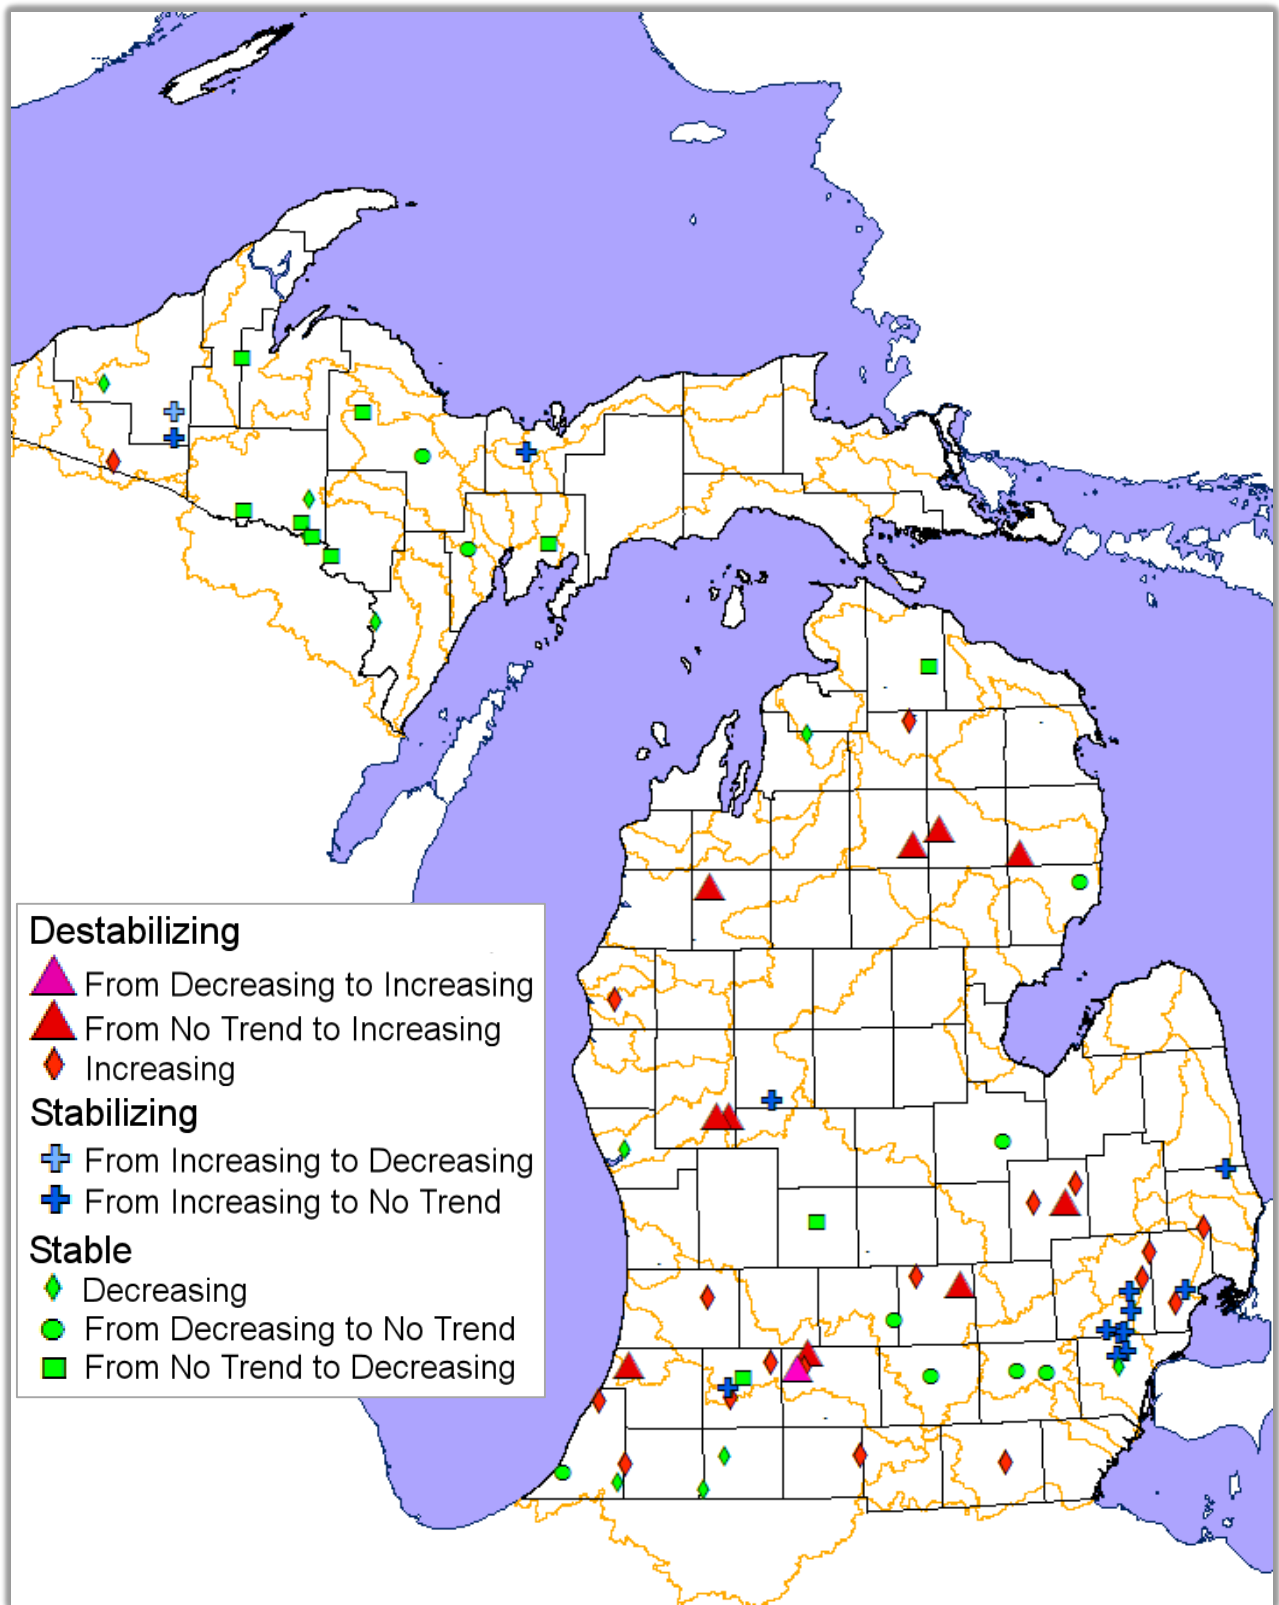 Destabilizing
From Decreasing to Increasing
From No Trend to Increasing
Increasing
Stabilizing
From Increasing to Decreasing
From Increasing to No Trend
Stable
Decreasing
From Decreasing to No Trend
From No Trend to Decreasing